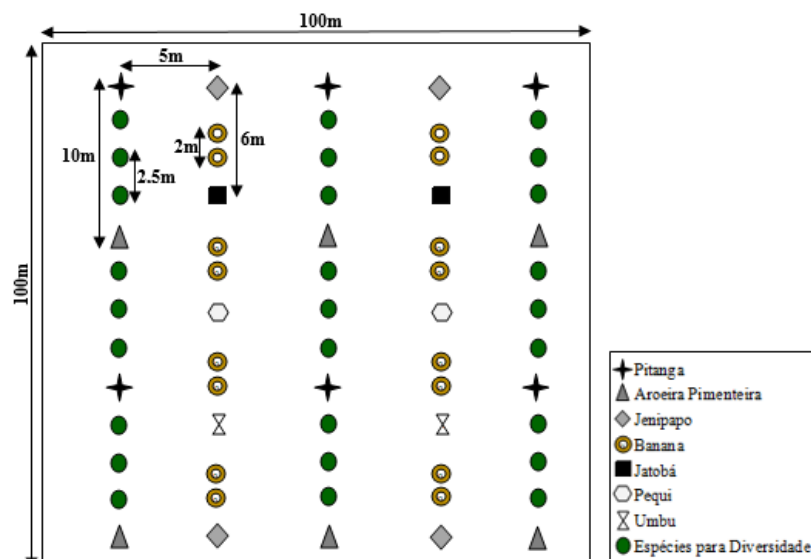 100m
5m
10m
2m
6m
2.5m
100m
Pitanga
Aroeira Pimenteira
Jenipapo
Banana
Jatobá
Pequi
Umbu
Espécies para Diversidade